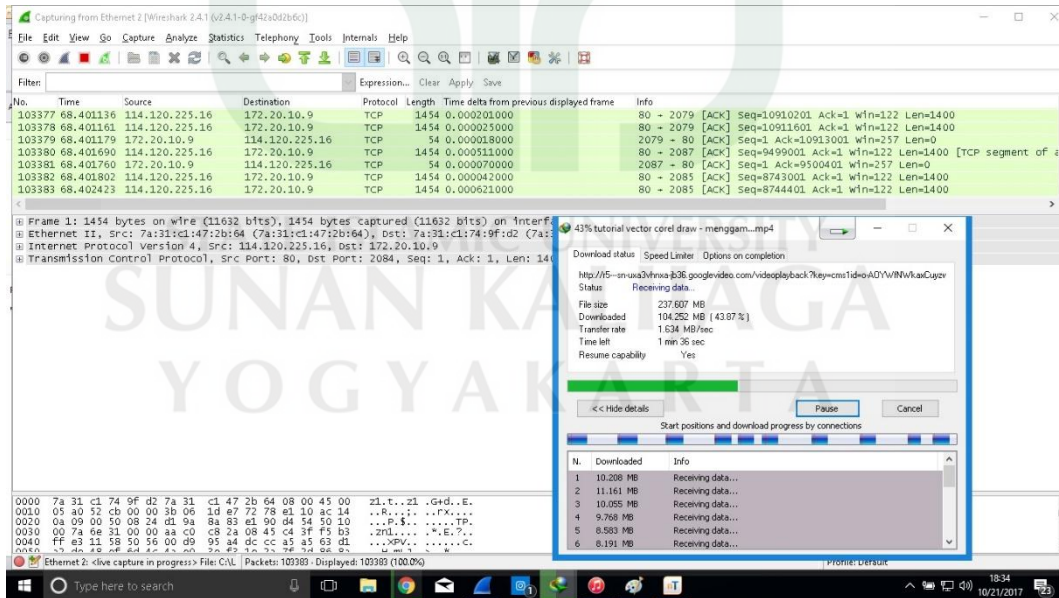 Capturing from Ethernet 2 [Wireshark 2.4.1 (v2.4.1-0-gf42a0d2b6c)]
File Edit View Go Capture Analyze Statistics Telephony Tools Internals Help
Filter: Expression... Clear Apply Save
No. Time Source Destination Protocol Length Time delta from previous displayed frame Info
103377 68.401136 114.120.225.16 172.20.10.9 TCP 1454 0.000201000 80 → 2079 [ACK] Seq=10910201 Ack=1 Win=122 Len=1400
103378 68.401161 114.120.225.16 172.20.10.9 TCP 1454 0.000025000 80 → 2079 [ACK] Seq=10911601 Ack=1 Win=122 Len=1400
103379 68.401179 172.20.10.9 114.120.225.16 TCP 54 0.000018000 2079 → 80 [ACK] Seq=1 Ack=10913001 Win=257 Len=0
103380 68.401690 114.120.225.16 172.20.10.9 TCP 1454 0.000511000 80 → 2087 [ACK] Seq=9499001 Ack=1 Win=122 Len=1400 [TCP segment of a
103381 68.401760 172.20.10.9 114.120.225.16 TCP 54 0.000070000 2087 → 80 [ACK] Seq=1 Ack=9500401 Win=257 Len=0
103382 68.401802 114.120.225.16 172.20.10.9 TCP 1454 0.000042000 80 → 2085 [ACK] Seq=8743001 Ack=1 Win=122 Len=1400
103383 68.402423 114.120.225.16 172.20.10.9 TCP 1454 0.000621000 80 → 2085 [ACK] Seq=8744401 Ack=1 Win=122 Len=1400
Frame 1: 1454 bytes on wire (11632 bits), 1454 bytes captured (11632 bits) on interf
Ethernet II, Src: 7a:31:c1:47:2b:64 (7a:31:c1:47:2b:64), Dst: 7a:31:c1:74:9f:d2 (7a:3
Internet Protocol Version 4, Src: 114.120.225.16, Dst: 172.20.10.9
Transmission Control Protocol, Src Port: 80, Dst Port: 2084, Seq: 1, Ack: 1, Len: 140
UNIVERSITY
SUNAN KALIJAGA
YOGYAKARTA
43% tutorial vector corel draw - menggam...mp4
Download status Speed Limiter Options on completion
Status Receiving data...
File size 237.607 MB
Downloaded 104.252 MB ( 43.87 % )
Transfer rate 1.634 MB/sec
Time left 1 min 36 sec
Resume capability Yes
<< Hide details Pause Cancel
Start positions and download progress by connections
N. Downloaded Info
1 10.208 MB Receiving data...
2 11.161 MB Receiving data...
3 10.055 MB Receiving data...
4 9.768 MB Receiving data...
5 8.583 MB Receiving data...
6 8.191 MB Receiving data...
0000 7a 31 c1 74 9f d2 7a 31 c1 47 2b 64 08 00 45 00 z1.t..z1 .G+d..E.
0010 05 a0 52 cb 00 00 3b 06 1d e7 72 78 e1 10 ac 14 ..R...;. ..rx....
0020 0a 09 00 50 08 24 d1 9a 8a 83 e1 90 d4 54 50 10 ...P.$.. .....TP.
0030 00 7a 6e 31 00 00 aa c0 c8 2a 08 45 c4 3f f5 b3 .zn1.... .*.E.?..
0040 ff e3 11 58 50 56 00 d9 95 a4 dc cc a5 a5 63 d1 ...XPV.. ......c.
Ethernet 2: <live capture in progress> File: C:\L Packets: 103383 · Displayed: 103383 (100.0%) Profile: Default
Type here to search
18:34
10/21/2017
23